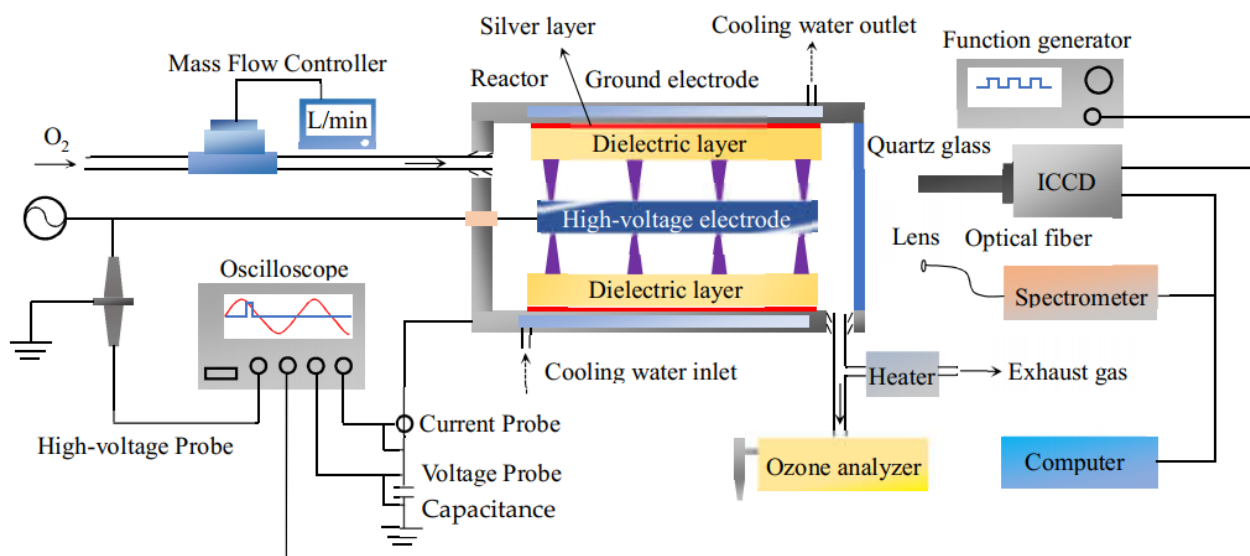 Silver layer
Cooling water outlet
Function generator
Mass Flow Controller
Reactor
Ground electrode
L/min
O2
Dielectric layer
Quartz glass
ICCD
High-voltage electrode
Lens
Optical fiber
Oscilloscope
Dielectric layer
Spectrometer
Cooling water inlet
Heater
Exhaust gas
High-voltage Probe
Current Probe
Voltage Probe
Ozone analyzer
Computer
Capacitance